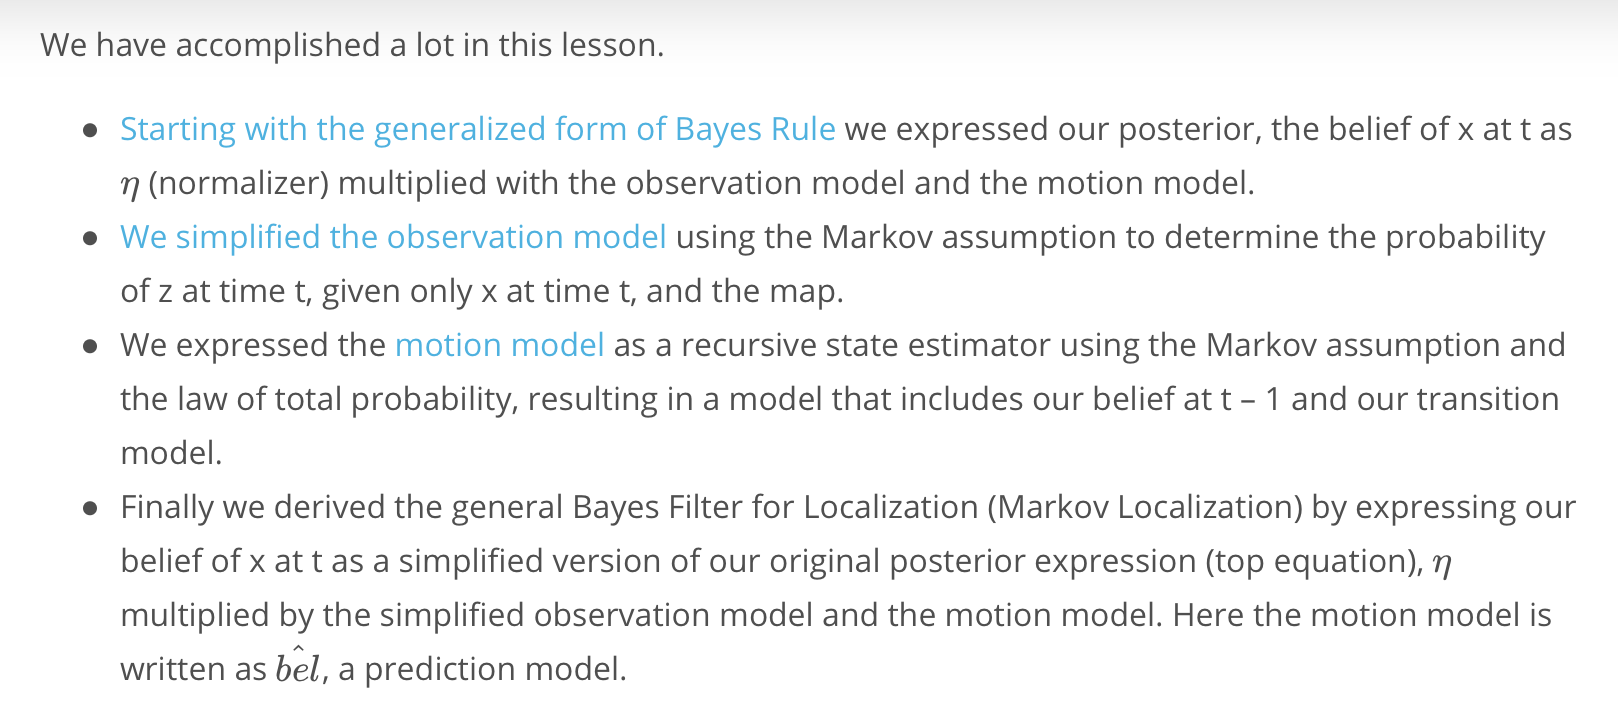 We have accomplished a lot in this lesson.
● Starting with the generalized form of Bayes Rule we expressed our posterior, the belief of x at t as
η (normalizer) multiplied with the observation model and the motion model.
● We simplified the observation model using the Markov assumption to determine the probability
of z at time t, given only x at time t, and the map.
● We expressed the motion model as a recursive state estimator using the Markov assumption and
the law of total probability, resulting in a model that includes our belief at t – 1 and our transition
model.
● Finally we derived the general Bayes Filter for Localization (Markov Localization) by expressing our
belief of x at t as a simplified version of our original posterior expression (top equation), η
multiplied by the simplified observation model and the motion model. Here the motion model is
written as bêl, a prediction model.